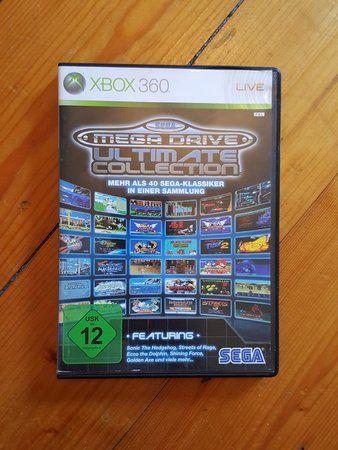 XBOX 360
LIVE
PAL
SEGA
MEGA DRIVE
ULTIMATE
COLLECTION
MEHR ALS 40 SEGA-KLASSIKER
IN EINER SAMMLUNG
USK
12
FEATURING
Sonic The Hedgehog, Streets of Rage,
Ecco the Dolphin, Shining Force,
Golden Axe und viele mehr...
SEGA